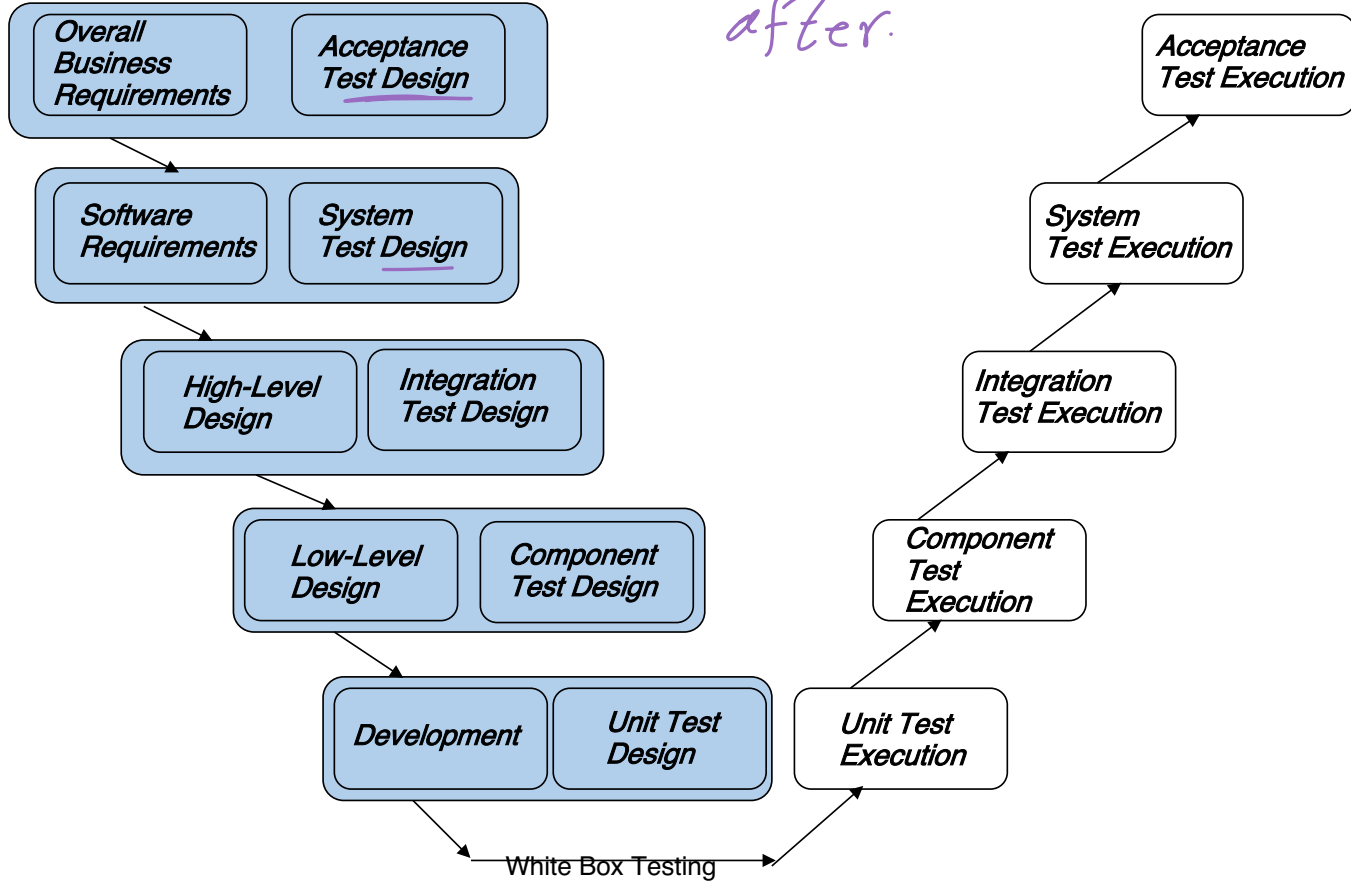 after.
Overall
Business
Requirements
Acceptance
Test Design
Acceptance
Test Execution
Software
Requirements
System
Test Design
System
Test Execution
High-Level
Design
Integration
Test Design
Integration
Test Execution
Low-Level
Design
Component
Test Design
Component
Test
Execution
Development
Unit Test
Design
Unit Test
Execution
White Box Testing